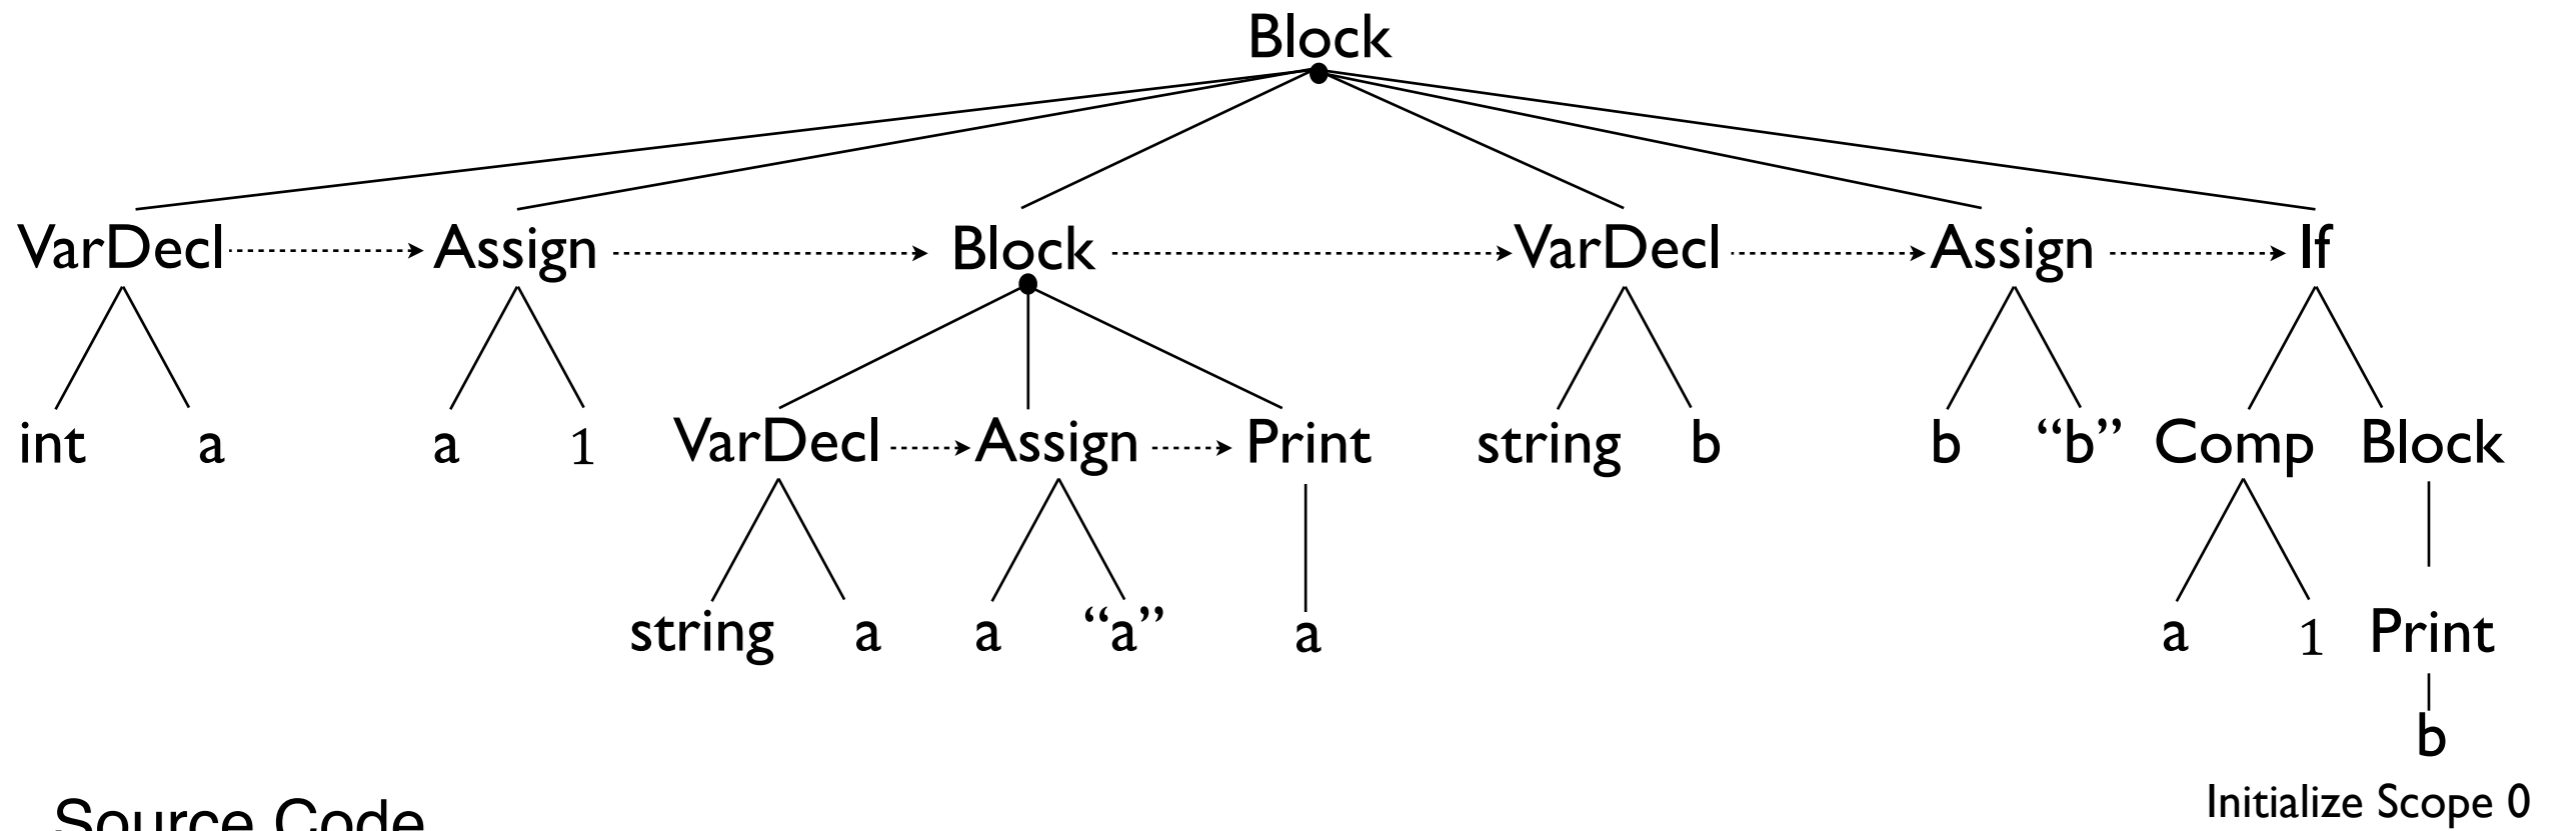 Block
VarDecl Assign Block VarDecl Assign If
int a a 1 VarDecl Assign Print string b b “b” Comp Block
string a a “a” a a 1 Print
b
Initialize Scope 0
Source Code